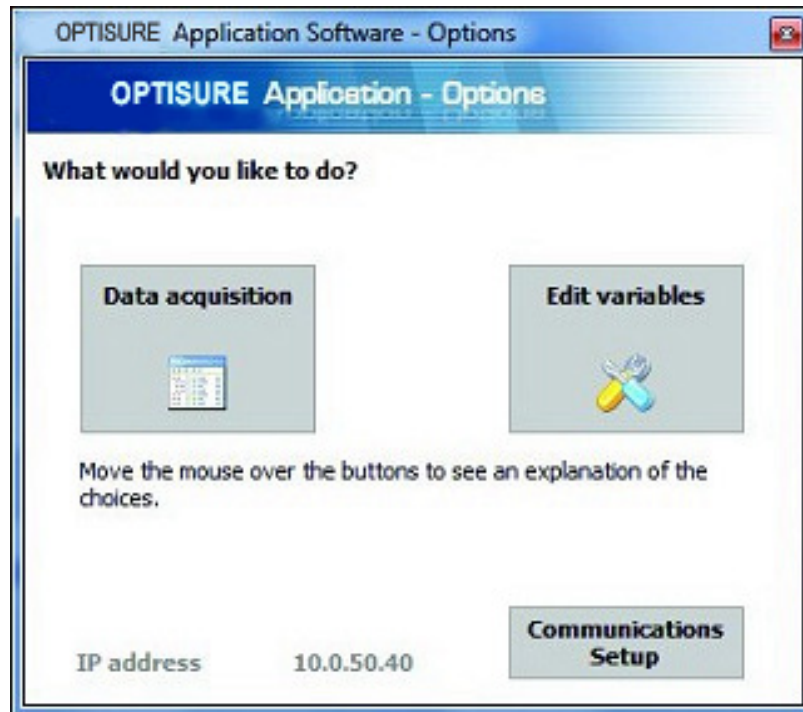 OPTISURE Application Software - Options
OPTISURE Application - Options
What would you like to do?
Data acquisition
Edit variables
Move the mouse over the buttons to see an explanation of the
choices.
Communications
Setup
IP address 10.0.50.40